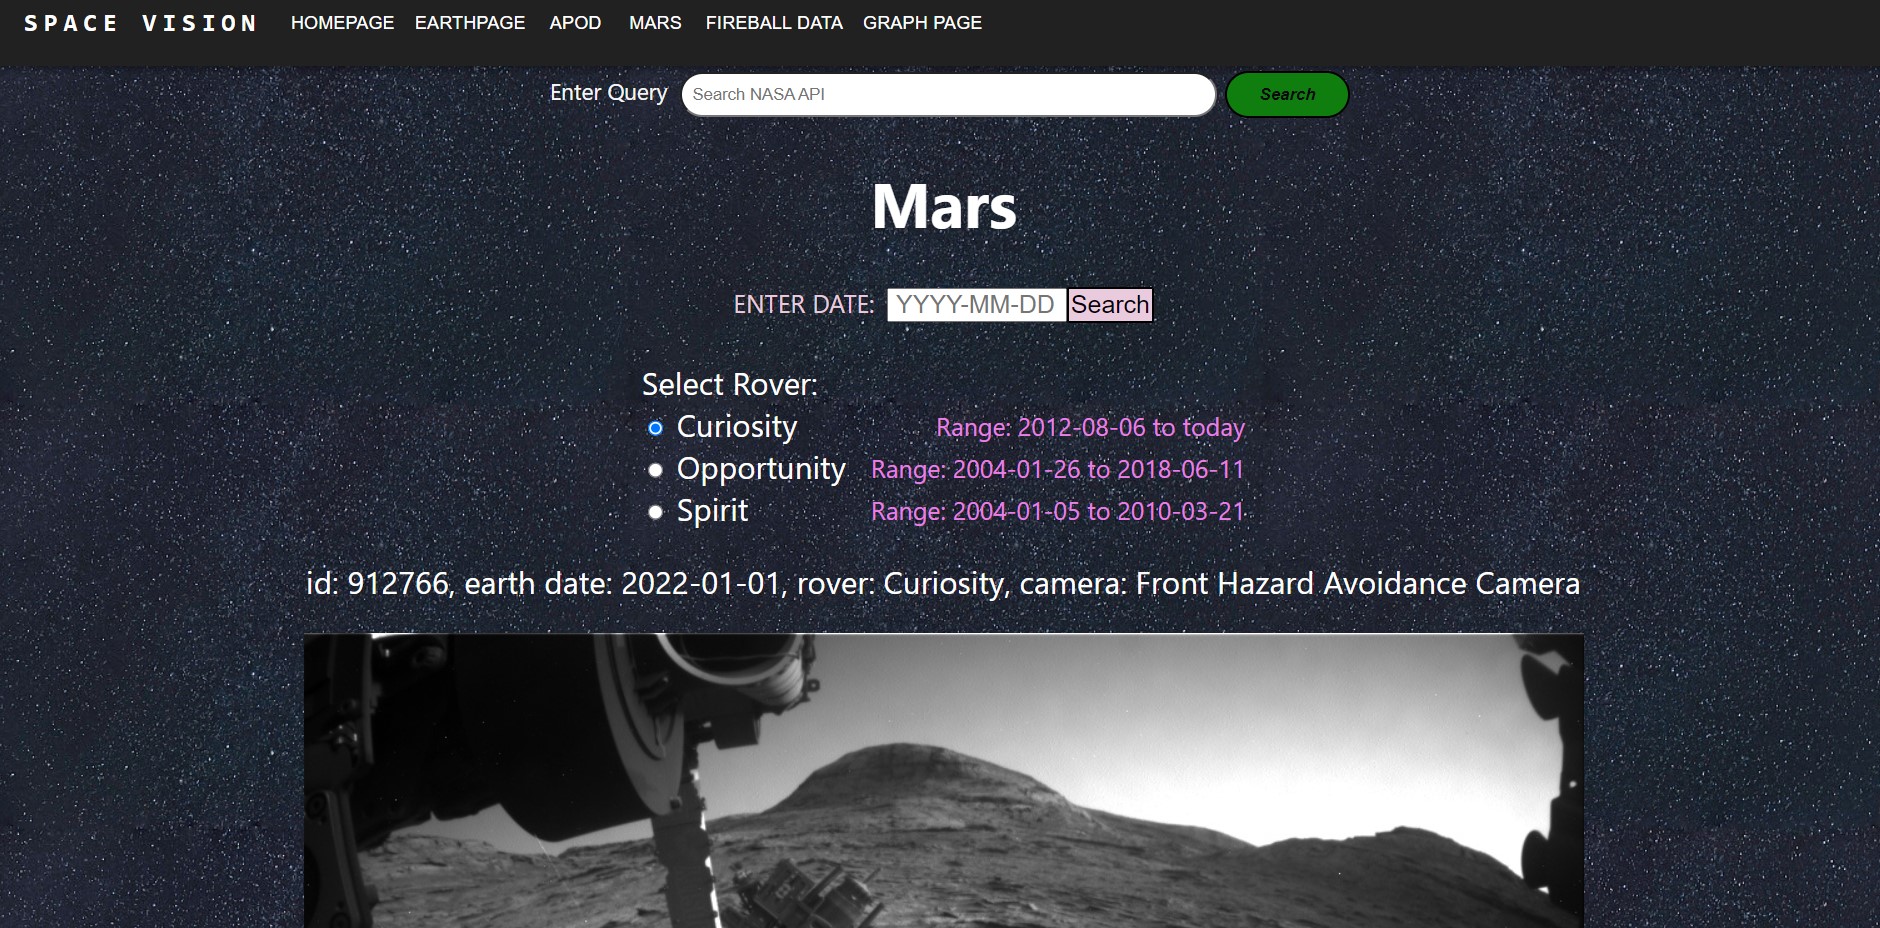 SPACE VISION HOMEPAGE EARTHPAGE APOD MARS FIREBALL DATA GRAPH PAGE
Enter Query Search NASA API Search
Mars
ENTER DATE: YYYY-MM-DD Search
Select Rover:
Curiosity Range: 2012-08-06 to today
Opportunity Range: 2004-01-26 to 2018-06-11
Spirit Range: 2004-01-05 to 2010-03-21
id: 912766, earth date: 2022-01-01, rover: Curiosity, camera: Front Hazard Avoidance Camera